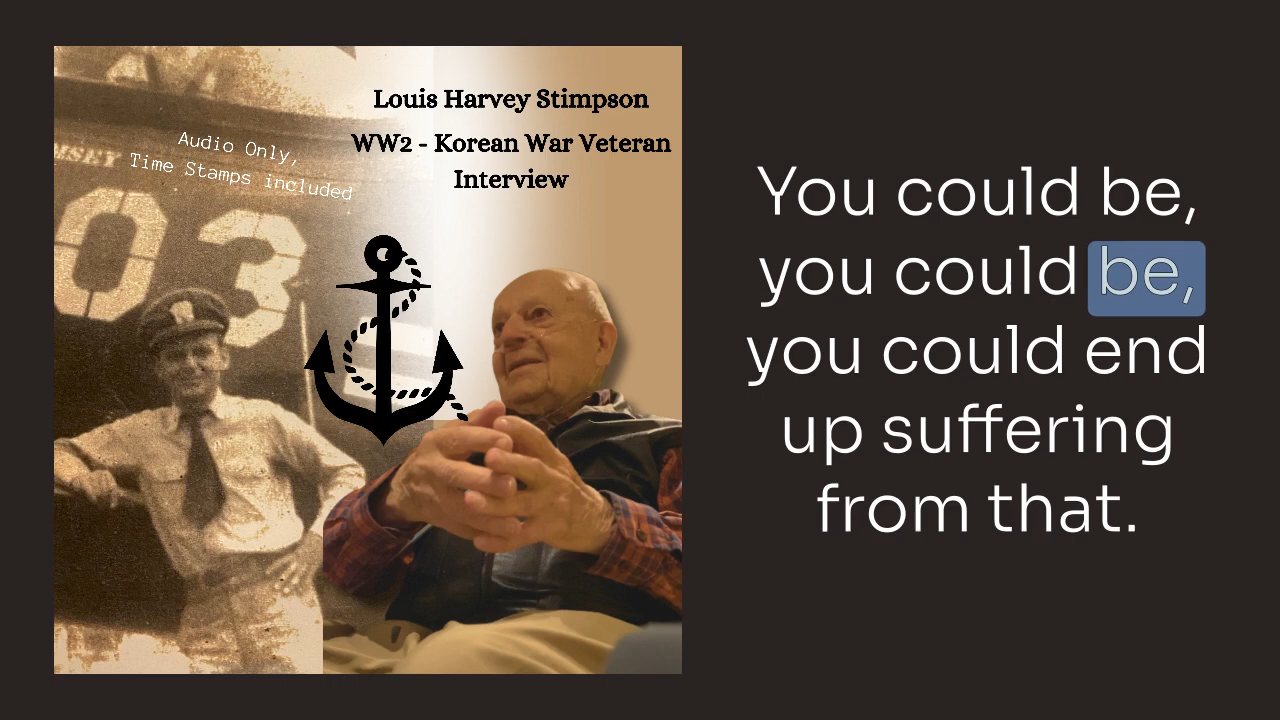 Louis Harvey Stimpson
WW2 - Korean War Veteran
Interview
Audio Only,
Time Stamps included
MSEY
03
You could be,
you could be,
you could end
up suffering
from that.